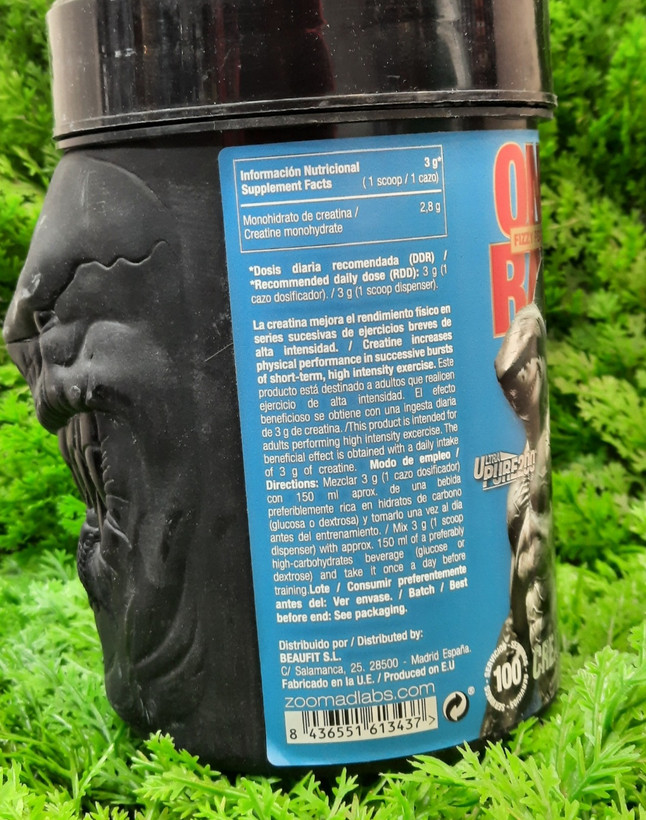 Información Nutricional 3 g*
Supplement Facts (1 scoop / 1 cazo)
Monohidrato de creatina / 2,8 g
Creatine monohydrate
*Dosis diaria recomendada (DDR) /
*Recommended daily dose (RDD): 3 g (1
cazo dosificador). / 3 g (1 scoop dispenser).
La creatina mejora el rendimiento físico en
series sucesivas de ejercicios breves de
alta intensidad. / Creatine increases
physical performance in successive bursts
of short-term, high intensity exercise. Este
producto está destinado a adultos que realicen
ejercicio de alta intensidad. El efecto
beneficioso se obtiene con una ingesta diaria
de 3 g de creatina. /This product is intended for
adults performing high intensity excercise. The
beneficial effect is obtained with a daily intake
of 3 g of creatine. Modo de empleo /
Directions: Mezclar 3 g (1 cazo dosificador)
con 150 ml aprox. de una bebida
preferiblemente rica en hidratos de carbono
(glucosa o dextrosa) y tomarlo una vez al día
antes del entrenamiento. / Mix 3 g (1 scoop
dispenser) with approx. 150 ml of a preferably
high-carbohydrates beverage (glucose or
dextrose) and take it once a day before
training.Lote / Consumir preferentemente
antes del: Ver envase. / Batch / Best
before end: See packaging.
Distribuido por / Distributed by:
BEAUFIT S.L.
C/ Salamanca, 25. 28500 - Madrid España.
Fabricado en la U.E. / Produced on E.U
zoomadlabs.com
8 436551 613437 >
ULTRA
UPURE200
100